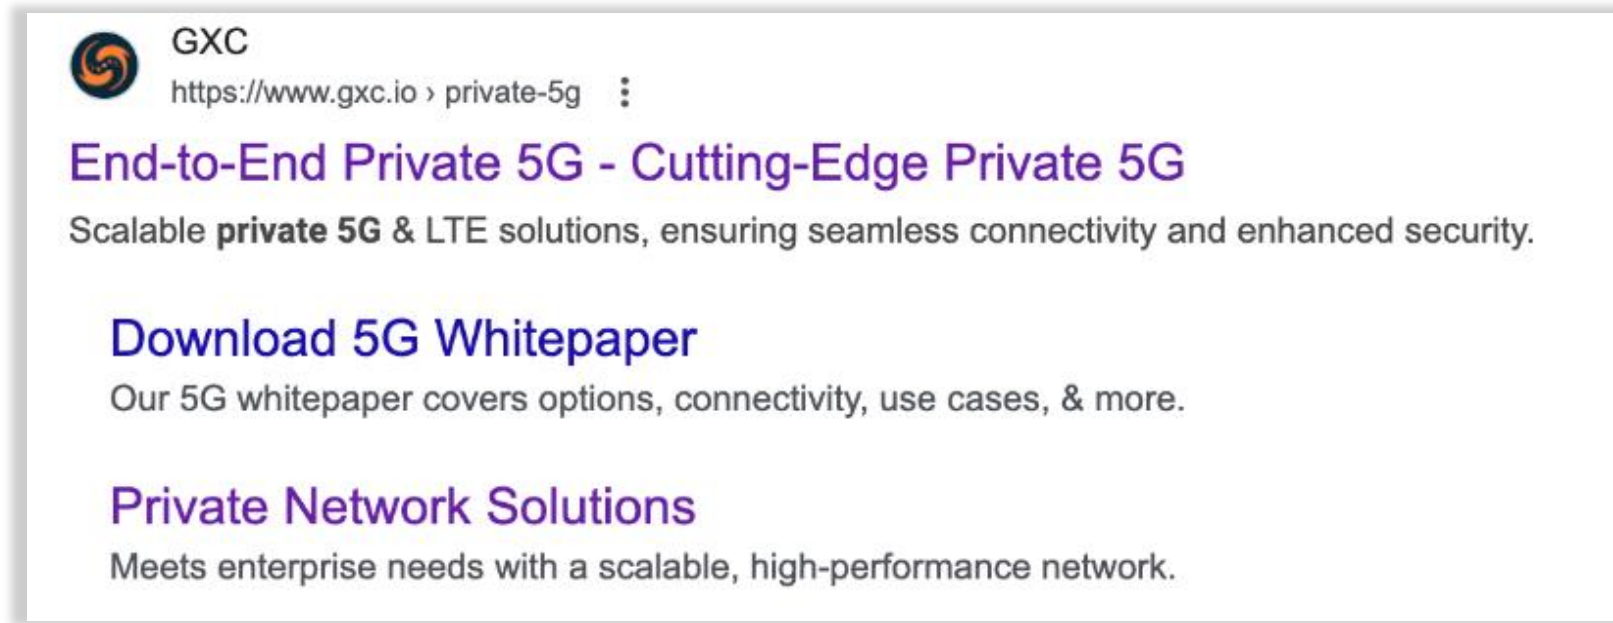 GXC
https://www.gxc.io › private-5g
End-to-End Private 5G - Cutting-Edge Private 5G
Scalable private 5G & LTE solutions, ensuring seamless connectivity and enhanced security.
Download 5G Whitepaper
Our 5G whitepaper covers options, connectivity, use cases, & more.
Private Network Solutions
Meets enterprise needs with a scalable, high-performance network.